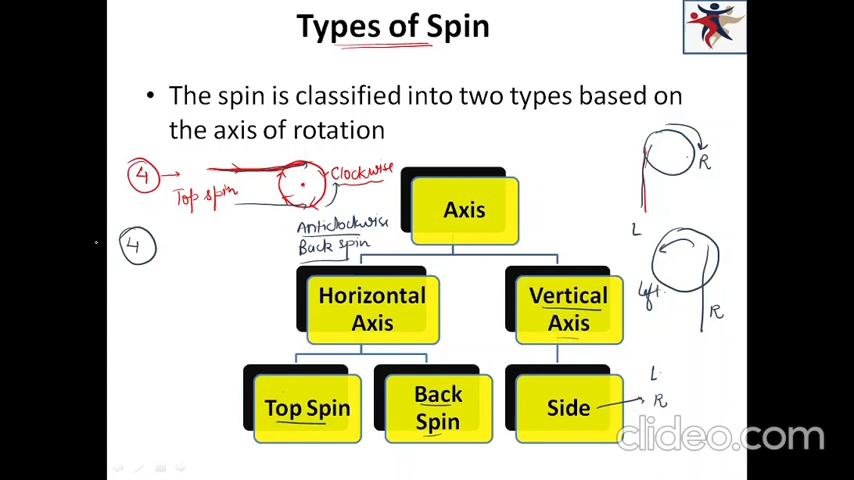 Types of Spin
• The spin is classified into two types based on
the axis of rotation
4
Top spin
Clockwise
R
L
Anticlockwise
Back spin
4
Axis
Left
R
Horizontal
Axis
Vertical
Axis
Top Spin
Back
Spin
Side
L
R
clideo.com